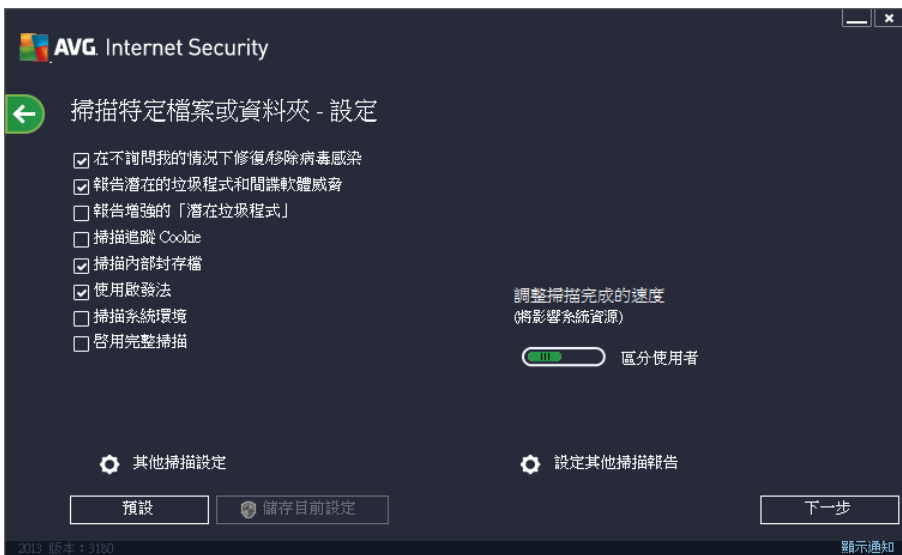 AVG. Internet Security
掃描特定檔案或資料夾 - 設定
在不詢問我的情況下修復/移除病毒感染
報告潛在的垃圾程式和間諜軟體威脅
報告增強的「潛在垃圾程式」
掃描追蹤 Cookie
掃描內部封存檔
使用啟發法
掃描系統環境
啓用完整掃描
調整掃描完成的速度
(將影響系統資源)
區分使用者
其他掃描設定
設定其他掃描報告
預設
儲存目前設定
下一步
2013 版本：3180
顯示通知